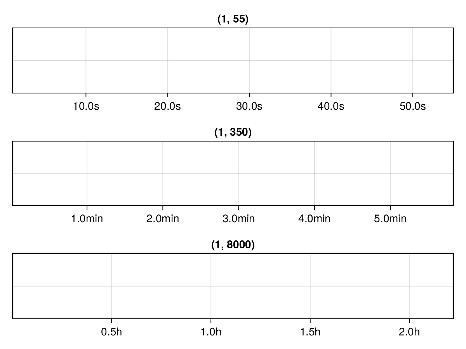 (1, 55)
10.0s 20.0s 30.0s 40.0s 50.0s
(1, 350)
1.0min 2.0min 3.0min 4.0min 5.0min
(1, 8000)
0.5h 1.0h 1.5h 2.0h